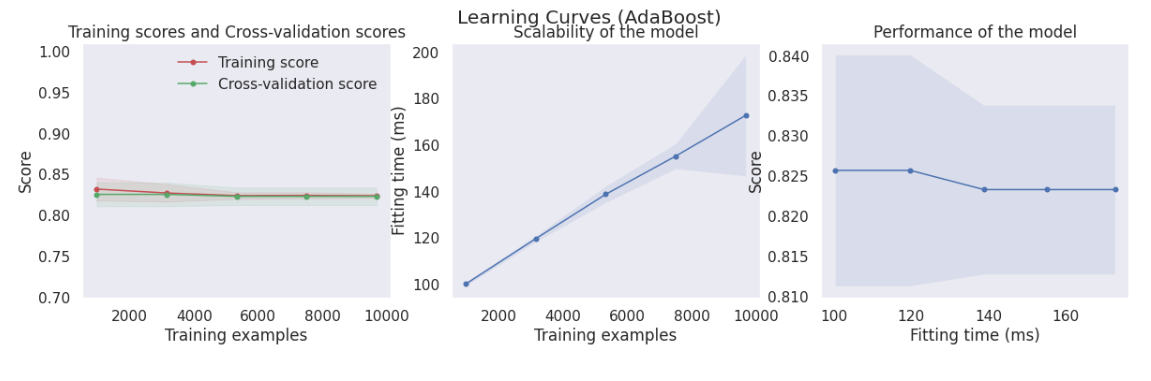 Learning Curves (AdaBoost)
Training scores and Cross-validation scores
Scalability of the model
Performance of the model
Training score
Cross-validation score
Score
1.00
0.95
0.90
0.85
0.80
0.75
0.70
2000 4000 6000 8000 10000
Training examples
Fitting time (ms)
200
180
160
140
120
100
2000 4000 6000 8000 10000
Training examples
Score
0.840
0.835
0.830
0.825
0.820
0.815
0.810
100 120 140 160
Fitting time (ms)